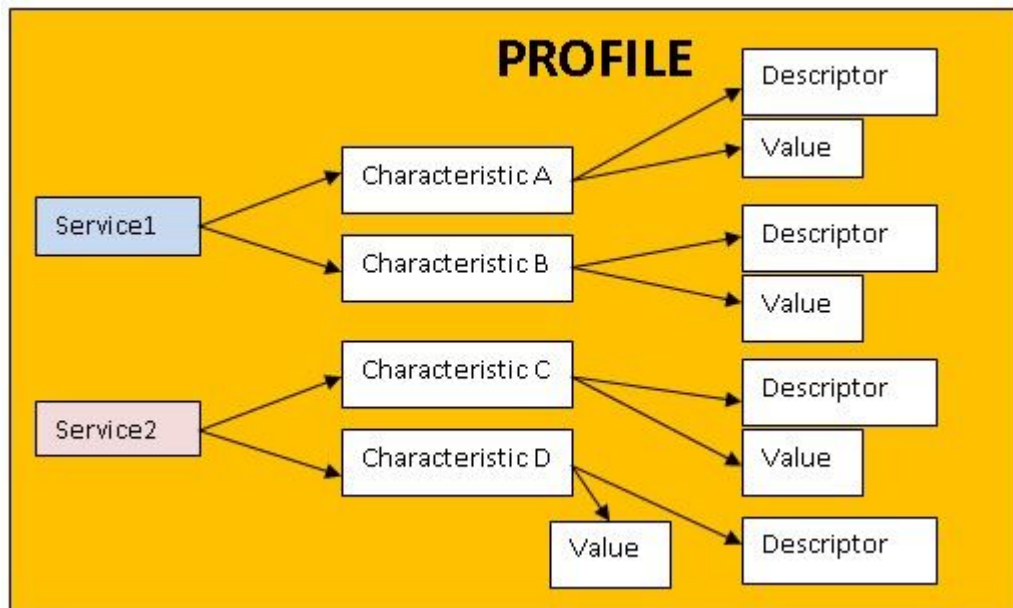 PROFILE
Descriptor
Value
Characteristic A
Service1
Characteristic B
Descriptor
Value
Characteristic C
Service2
Characteristic D
Descriptor
Value
Value
Descriptor